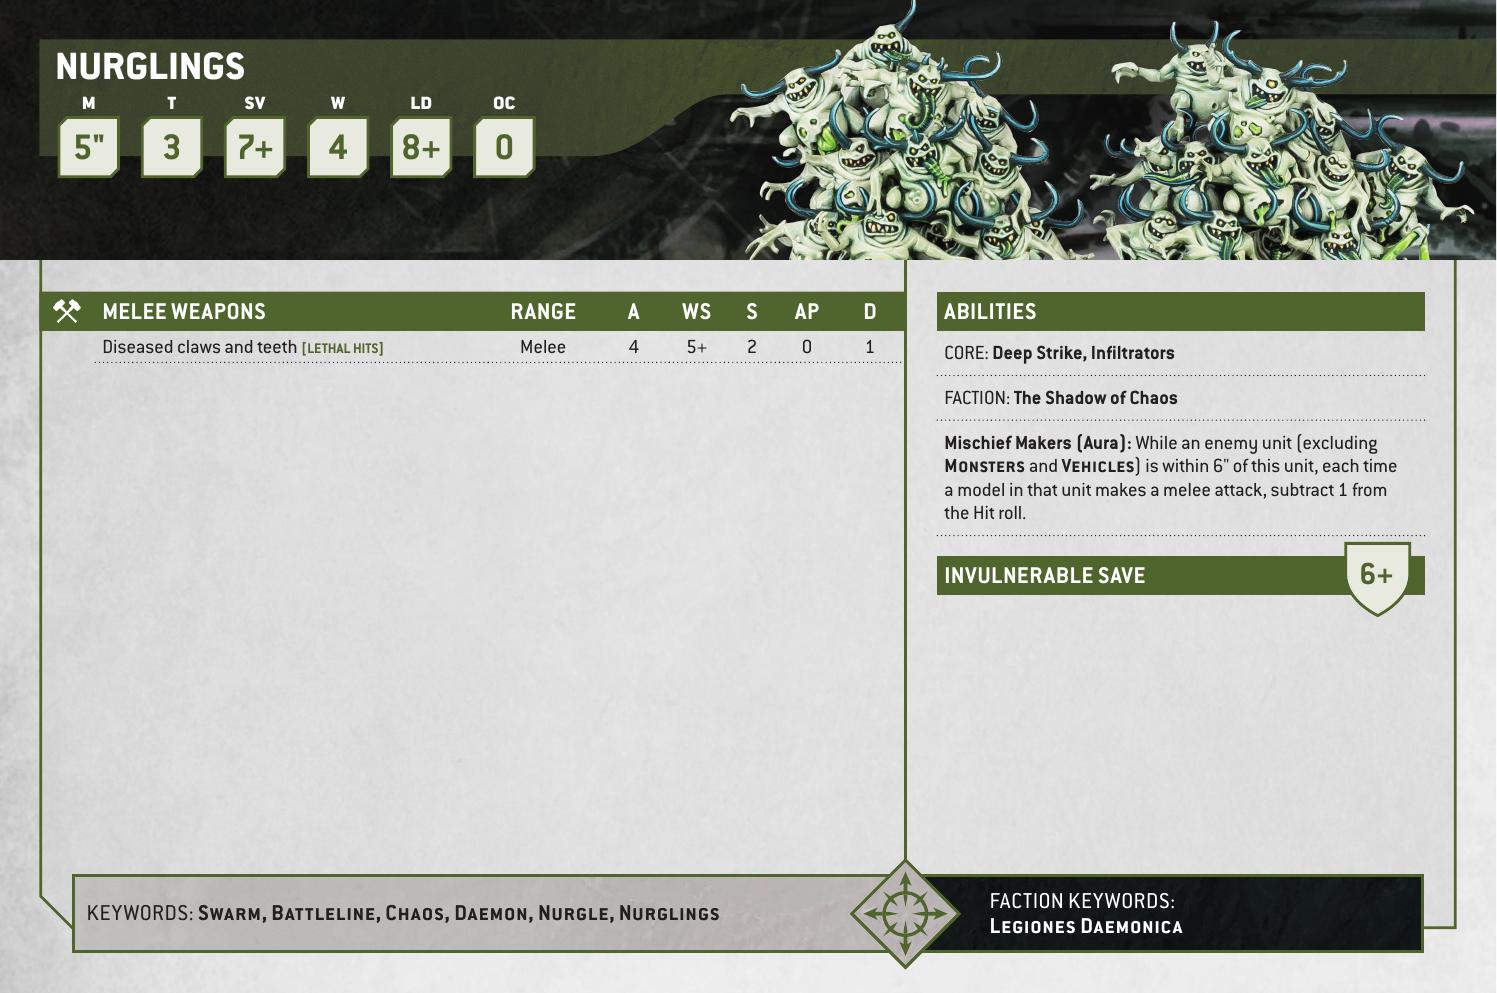 NURGLINGS
M T SV W LD OC
5" 3 7+ 4 8+ 0
MELEE WEAPONS RANGE A WS S AP D
Diseased claws and teeth [LETHAL HITS] Melee 4 5+ 2 0 1
ABILITIES
CORE: Deep Strike, Infiltrators
FACTION: The Shadow of Chaos
Mischief Makers (Aura): While an enemy unit (excluding
MONSTERS and VEHICLES) is within 6" of this unit, each time
a model in that unit makes a melee attack, subtract 1 from
the Hit roll.
INVULNERABLE SAVE 6+
KEYWORDS: SWARM, BATTLELINE, CHAOS, DAEMON, NURGLE, NURGLINGS
FACTION KEYWORDS:
LEGIONES DAEMONICA